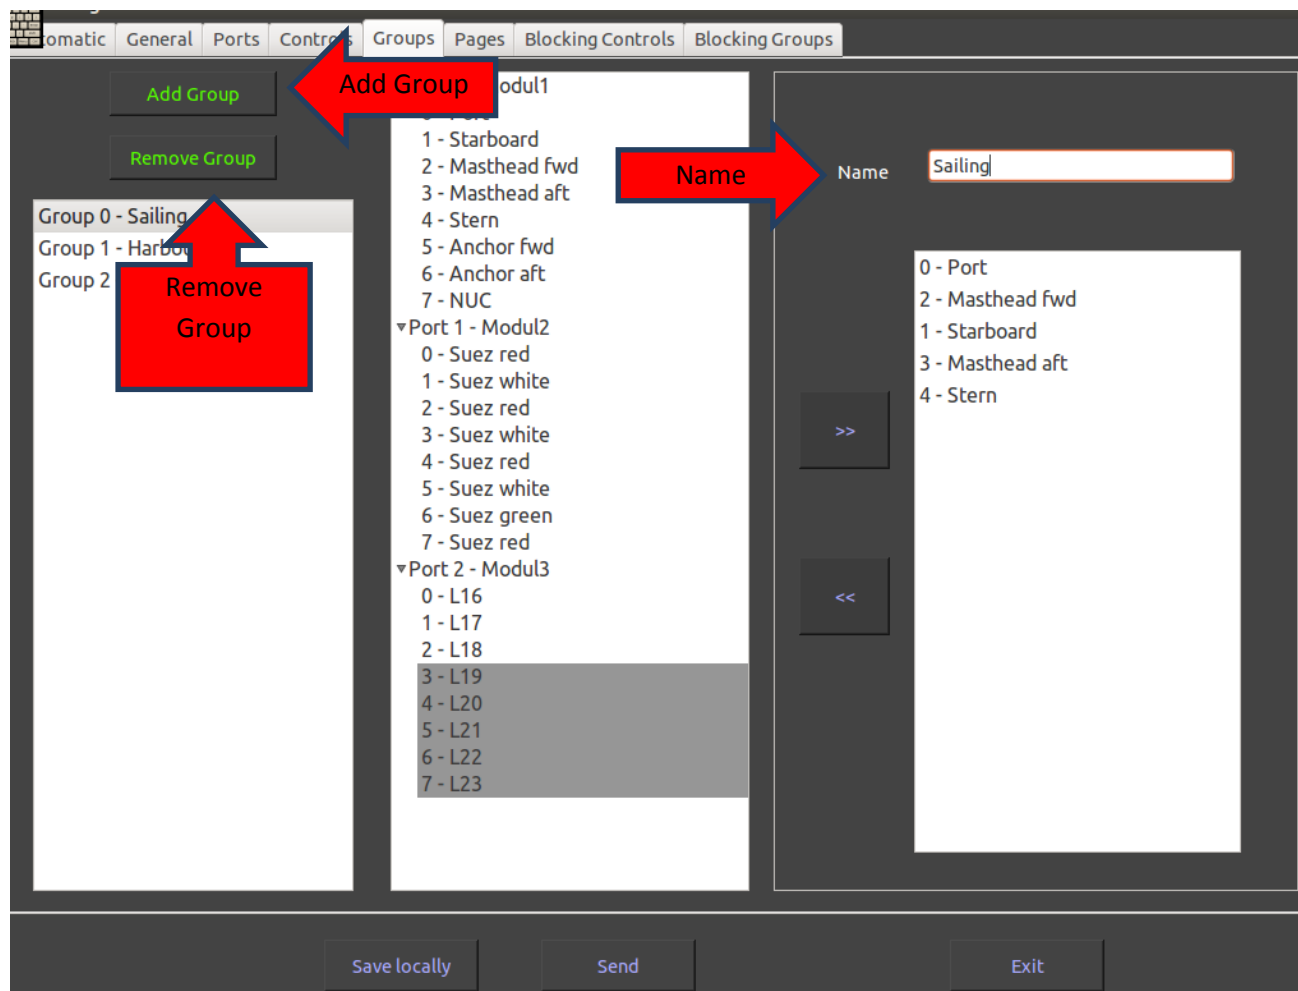 omatic General Ports Controls Groups Pages Blocking Controls Blocking Groups
Add Group
Remove Group
Group 0 - Sailing
Group 1 - Harbou
Group 2
Add Group
Remove
Group
odul1
1 - Starboard
2 - Masthead fwd
3 - Masthead aft
4 - Stern
5 - Anchor fwd
6 - Anchor aft
7 - NUC
Port 1 - Modul2
0 - Suez red
1 - Suez white
2 - Suez red
3 - Suez white
4 - Suez red
5 - Suez white
6 - Suez green
7 - Suez red
Port 2 - Modul3
0 - L16
1 - L17
2 - L18
3 - L19
4 - L20
5 - L21
6 - L22
7 - L23
Name
Name Sailing
0 - Port
2 - Masthead fwd
1 - Starboard
3 - Masthead aft
4 - Stern
>>
<<
Save locally Send Exit